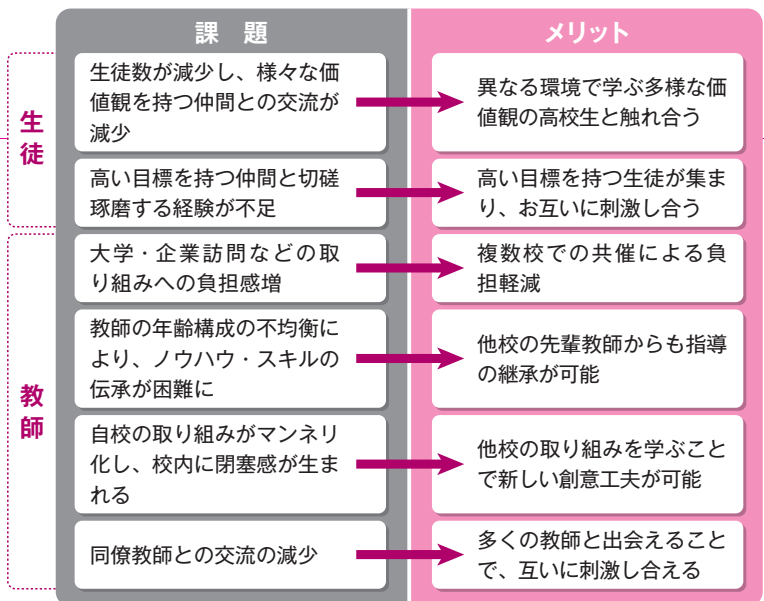 課題
メリット
生徒
生徒数が減少し、様々な価
値観を持つ仲間との交流が
減少
異なる環境で学ぶ多様な価
値観の高校生と触れ合う
高い目標を持つ仲間と切磋
琢磨する経験が不足
高い目標を持つ生徒が集ま
り、お互いに刺激し合う
教師
大学・企業訪問などの取
り組みへの負担感増
複数校での共催による負
担軽減
教師の年齢構成の不均衡に
より、ノウハウ・スキルの
伝承が困難に
他校の先輩教師からも指導
の継承が可能
自校の取り組みがマンネリ
化し、校内に閉塞感が生ま
れる
他校の取り組みを学ぶこと
で新しい創意工夫が可能
同僚教師との交流の減少
多くの教師と出会えること
で、互いに刺激し合える